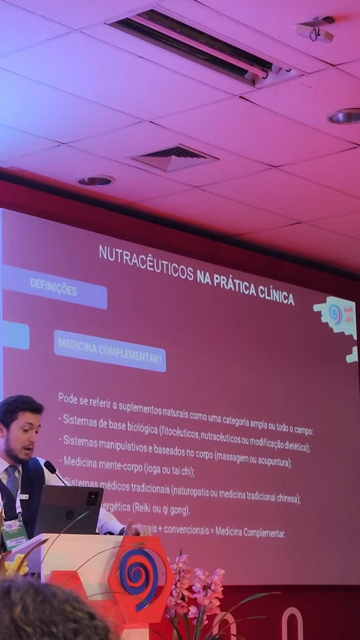 NUTRACÊUTICOS NA PRÁTICA CLÍNICA
DEFINIÇÕES
MEDICINA COMPLEMENTAR?
Pode se referir a suplementos naturais como uma categoria ampla ou todo o campo:
- Sistemas de base biológica (fitocêuticos, nutracêuticos ou modificação dietética);
- Sistemas manipulativos e baseados no corpo (massagem ou acupuntura);
- Medicina mente-corpo (ioga ou tai chi);
Sistemas médicos tradicionais (naturopatia ou medicina tradicional chinesa);
energética (Reiki ou qi gong).
+ convencionais = Medicina Complementar.